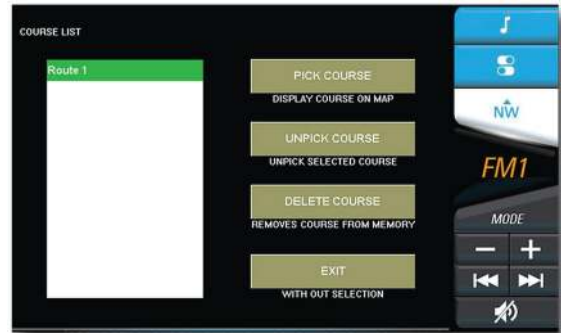 COURSE LIST
Route 1
PICK COURSE
DISPLAY COURSE ON MAP
UNPICK COURSE
UNPICK SELECTED COURSE
DELETE COURSE
REMOVES COURSE FROM MEMORY
EXIT
WITH OUT SELECTION
NW
FM1
MODE